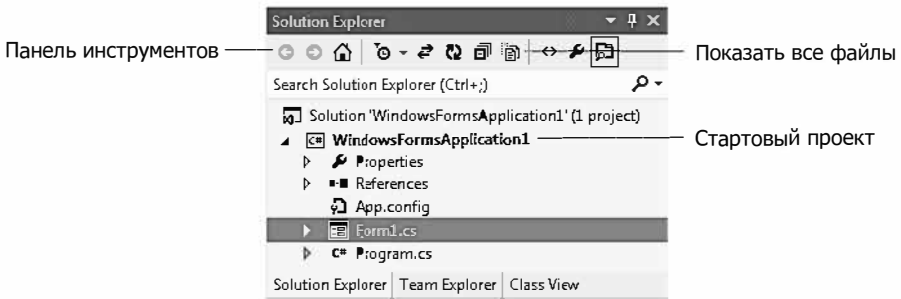 Solution Explorer
Панель инструментов
Показать все файлы
Search Solution Explorer (Ctrl+;)
Solution 'WindowsFormsApplication1' (1 project)
C# WindowsFormsApplication1
Стартовый проект
Properties
References
App.config
Form1.cs
C# Program.cs
Solution Explorer Team Explorer Class View